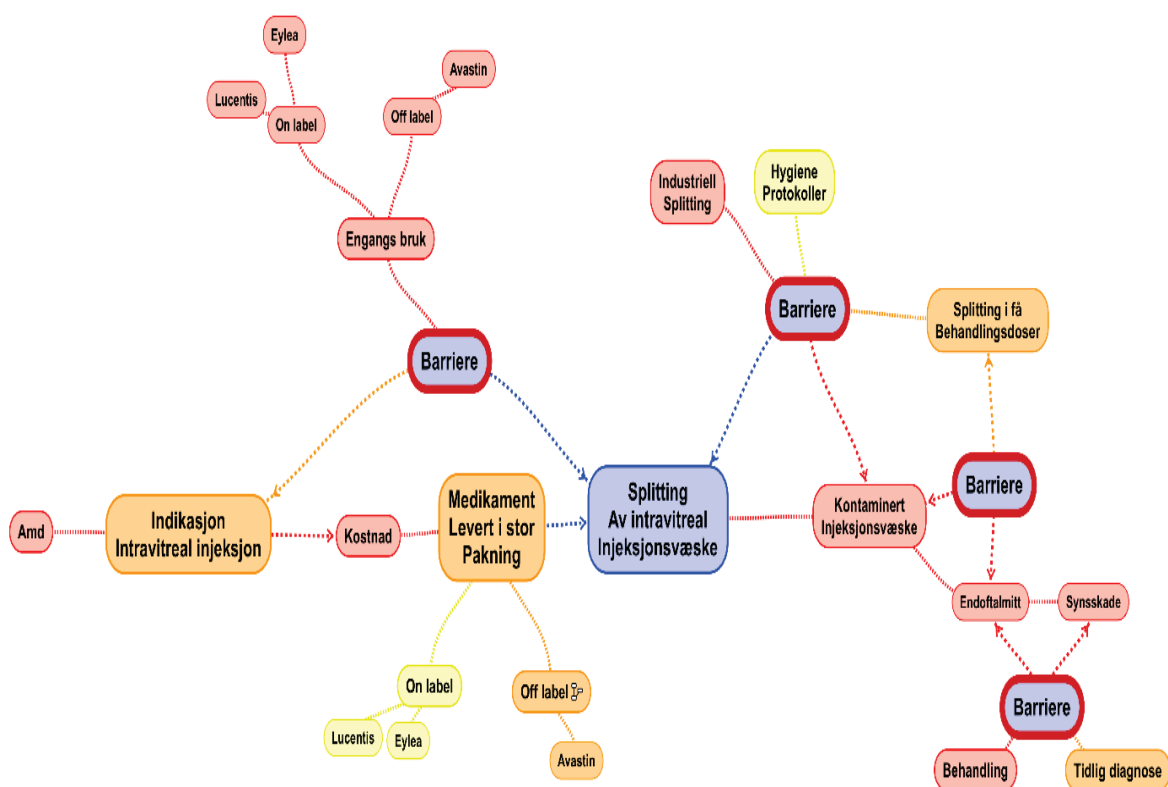 Eylea
Avastin
Lucentis
On label
Off label
Engangs bruk
Barriere
Industriell
Splitting
Hygiene
Protokoller
Barriere
Splitting i få
Behandlingsdoser
Amd
Indikasjon
Intravitreal injeksjon
Kostnad
Medikament
Levert i stor
Pakning
Splitting
Av intravitreal
Injeksjonsvæske
Kontaminert
Injeksjonsvæske
Barriere
Endoftalmitt
Synsskade
On label
Lucentis
Eylea
Off label
Avastin
Barriere
Behandling
Tidlig diagnose